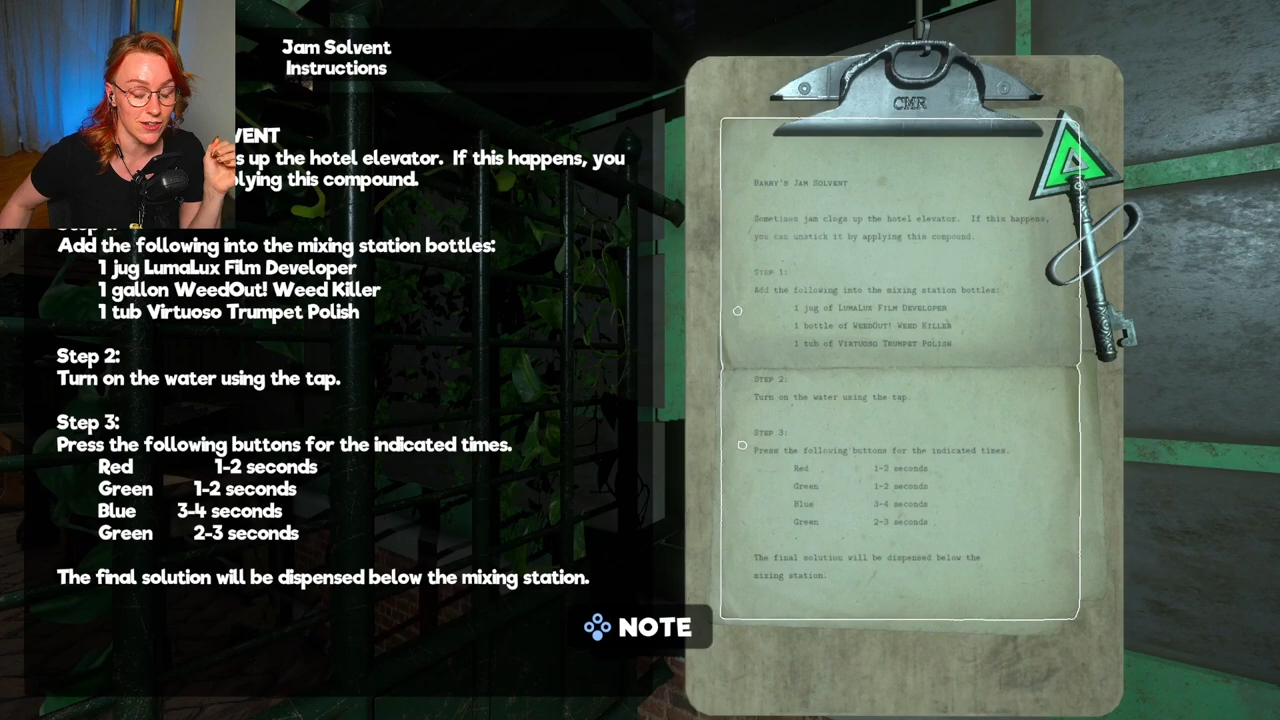 Jam Solvent
Instructions
VENT
s up the hotel elevator. If this happens, you
plying this compound.
Add the following into the mixing station bottles:
1 jug LumaLux Film Developer
1 gallon WeedOut! Weed Killer
1 tub Virtuoso Trumpet Polish
Step 2:
Turn on the water using the tap.
Step 3:
Press the following buttons for the indicated times.
Red 1-2 seconds
Green 1-2 seconds
Blue 3-4 seconds
Green 2-3 seconds
The final solution will be dispensed below the mixing station.
NOTE
CMR
BARRY'S JAM SOLVENT
Sometimes jam clogs up the hotel elevator. If this happens,
you can unstick it by applying this compound.
STEP 1:
Add the following into the mixing station bottles:
1 jug of LUMALUX FILM DEVELOPER
1 bottle of WEEDOUT! WEED KILLER
1 tub of VIRTUOSO TRUMPET POLISH
STEP 2:
Turn on the water using the tap.
STEP 3:
Press the following buttons for the indicated times.
Red 1-2 seconds
Green 1-2 seconds
Blue 3-4 seconds
Green 2-3 seconds
The final solution will be dispensed below the
mixing station.